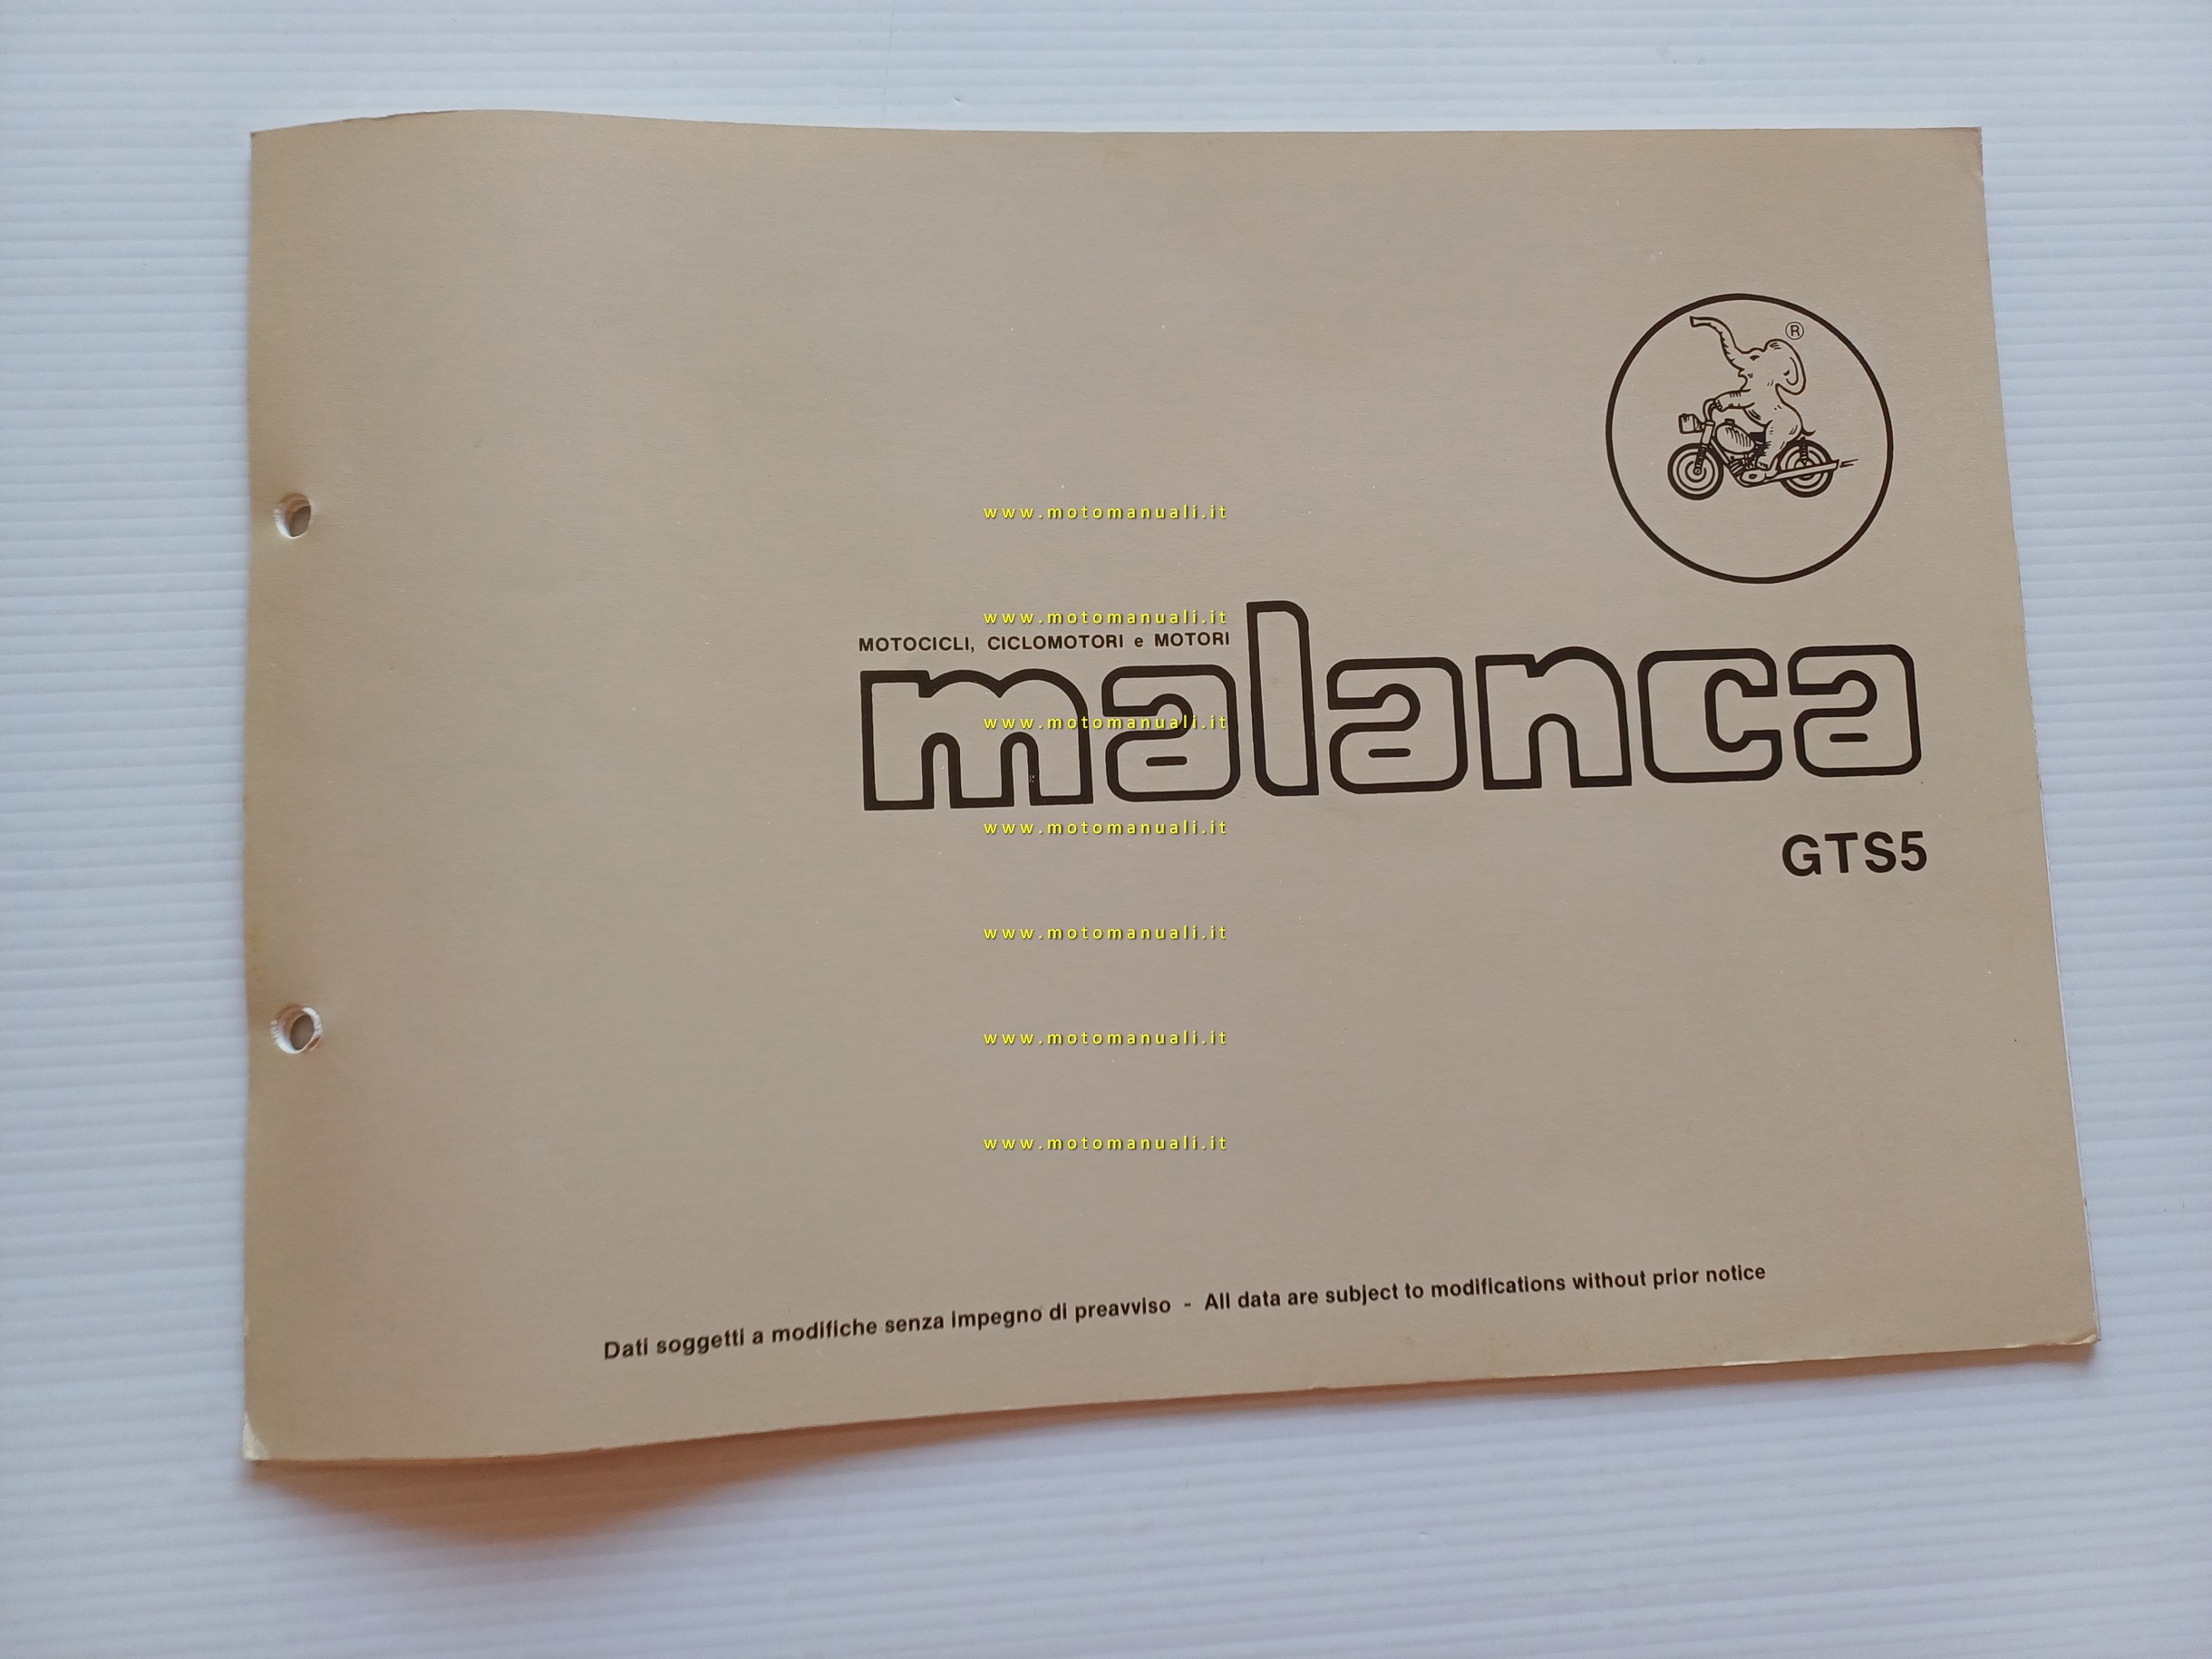 ®
www.motomanuali.it
www.motomanuali.it
MOTOCICLI, CICLOMOTORI e MOTORI
malanca
www.motomanuali.it
www.motomanuali.it
GTS5
www.motomanuali.it
www.motomanuali.it
www.motomanuali.it
Dati soggetti a modifiche senza impegno di preavviso - All data are subject to modifications without prior notice